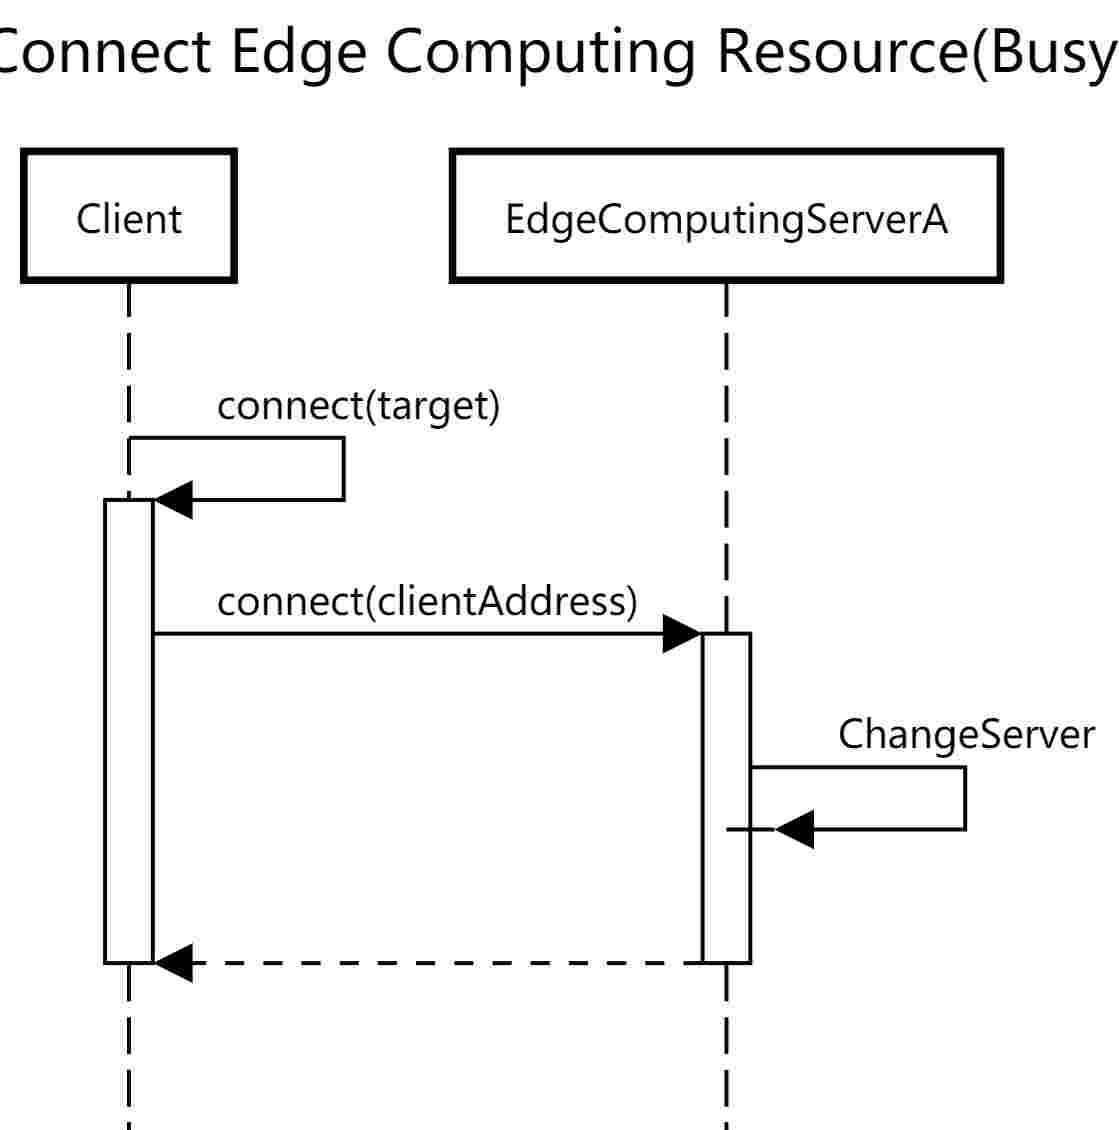 Connect Edge Computing Resource(Busy
Client
EdgeComputingServerA
connect(target)
connect(clientAddress)
ChangeServer